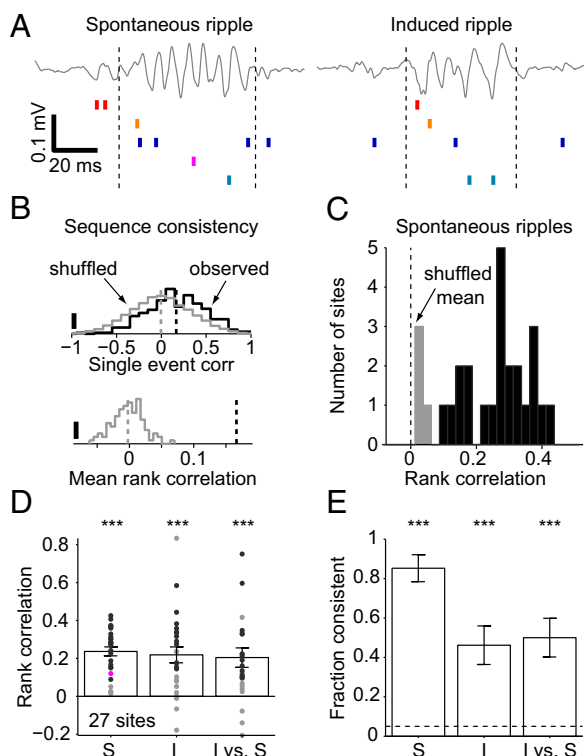 A
Spontaneous ripple
Induced ripple
0.1 mV
20 ms
B
Sequence consistency
shuffled
observed
−1 −0.5 0 0.5 1
Single event corr
0 0.1
Mean rank correlation
C
Spontaneous ripples
shuffled
mean
Number of sites
5
4
3
2
1
0
0 0.2 0.4
Rank correlation
D
*** *** ***
Rank correlation
0.8
0.6
0.4
0.2
0
−0.2
27 sites
S I I vs. S
E
*** *** ***
Fraction consistent
1
0.8
0.6
0.4
0.2
0
S I I vs. S